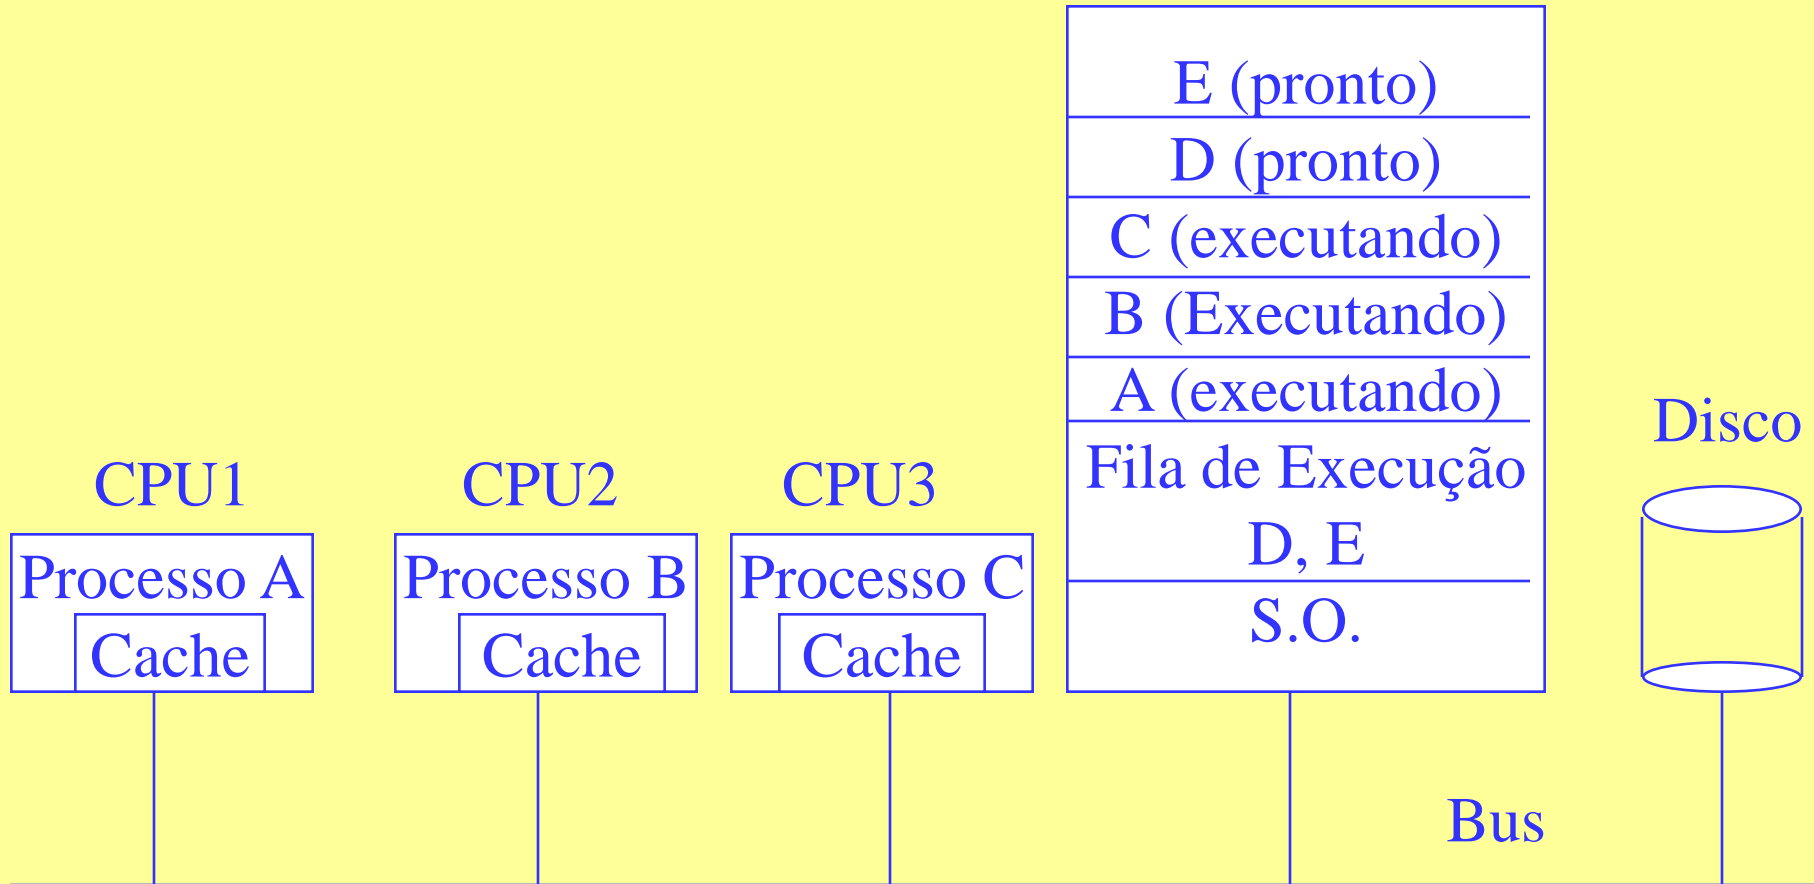 CPU1
Processo A
Cache
CPU2
Processo B
Cache
CPU3
Processo C
Cache
E (pronto)
D (pronto)
C (executando)
B (Executando)
A (executando)
Fila de Execução
D, E
S.O.
Disco
Bus